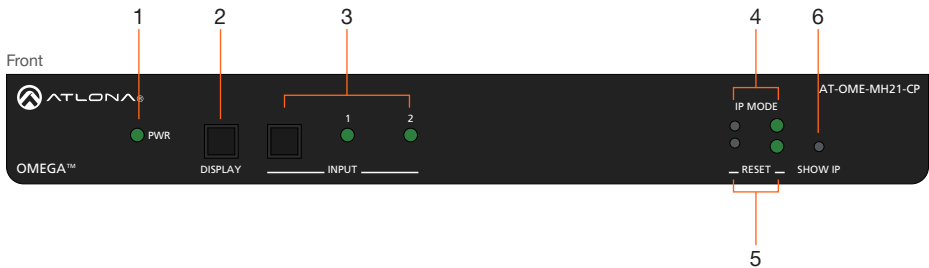 1 2 3 4 6
Front
ATLONA®
AT-OME-MH21-CP
IP MODE
1 2
PWR
OMEGA™ DISPLAY INPUT RESET SHOW IP
5